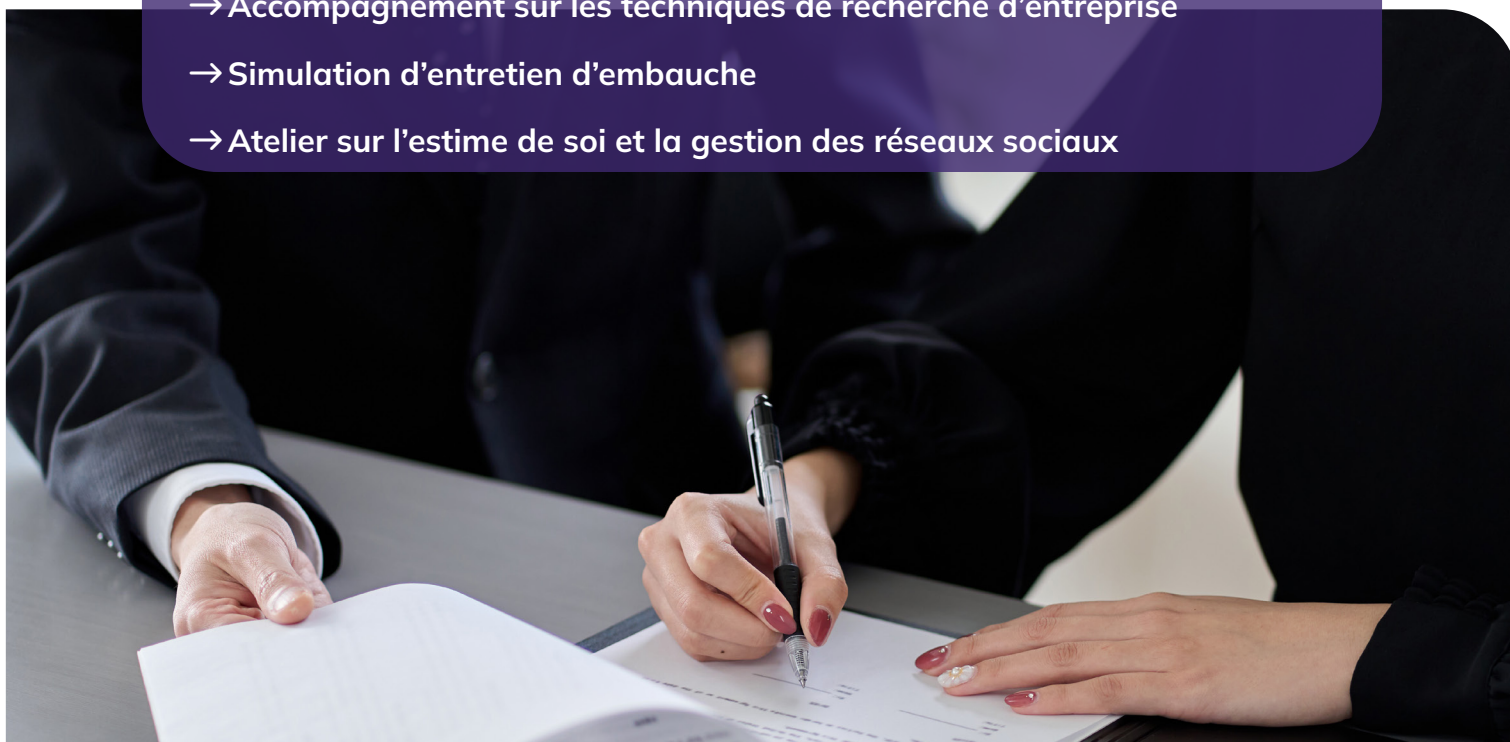 → Accompagnement sur les techniques de recherche d'entreprise
→ Simulation d'entretien d'embauche
→ Atelier sur l'estime de soi et la gestion des réseaux sociaux